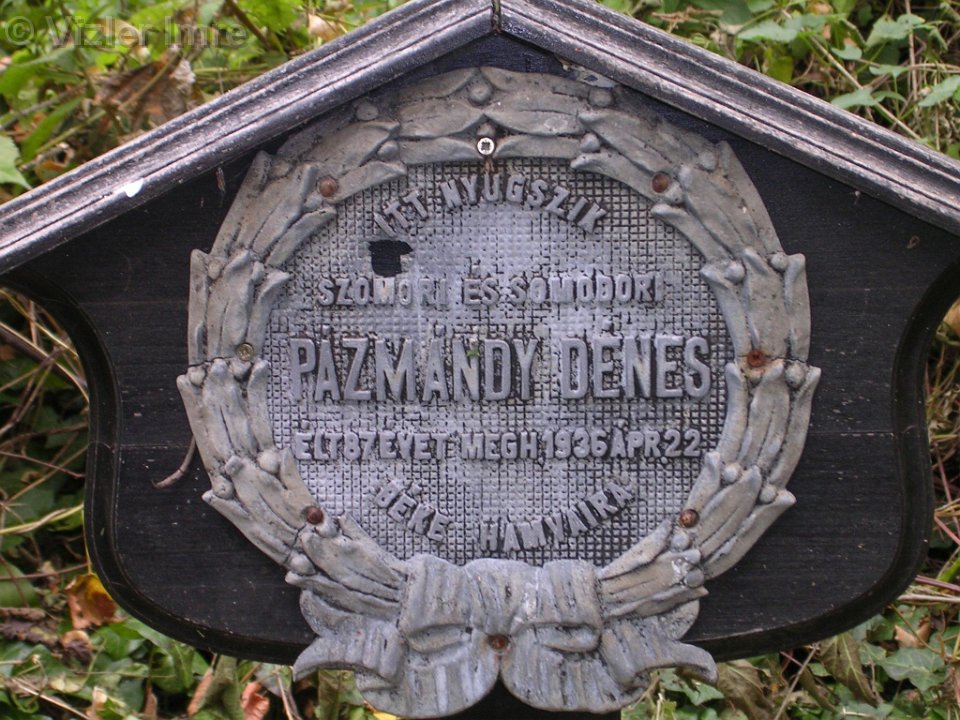 © Vizler Imre
ITT NYUGSZIK
SZOMORI ÉS SOMODORI
PÁZMÁNDY DÉNES
ÉLT 87 ÉVET MEGH. 1936 ÁPR. 22
BÉKE HAMVAIRA